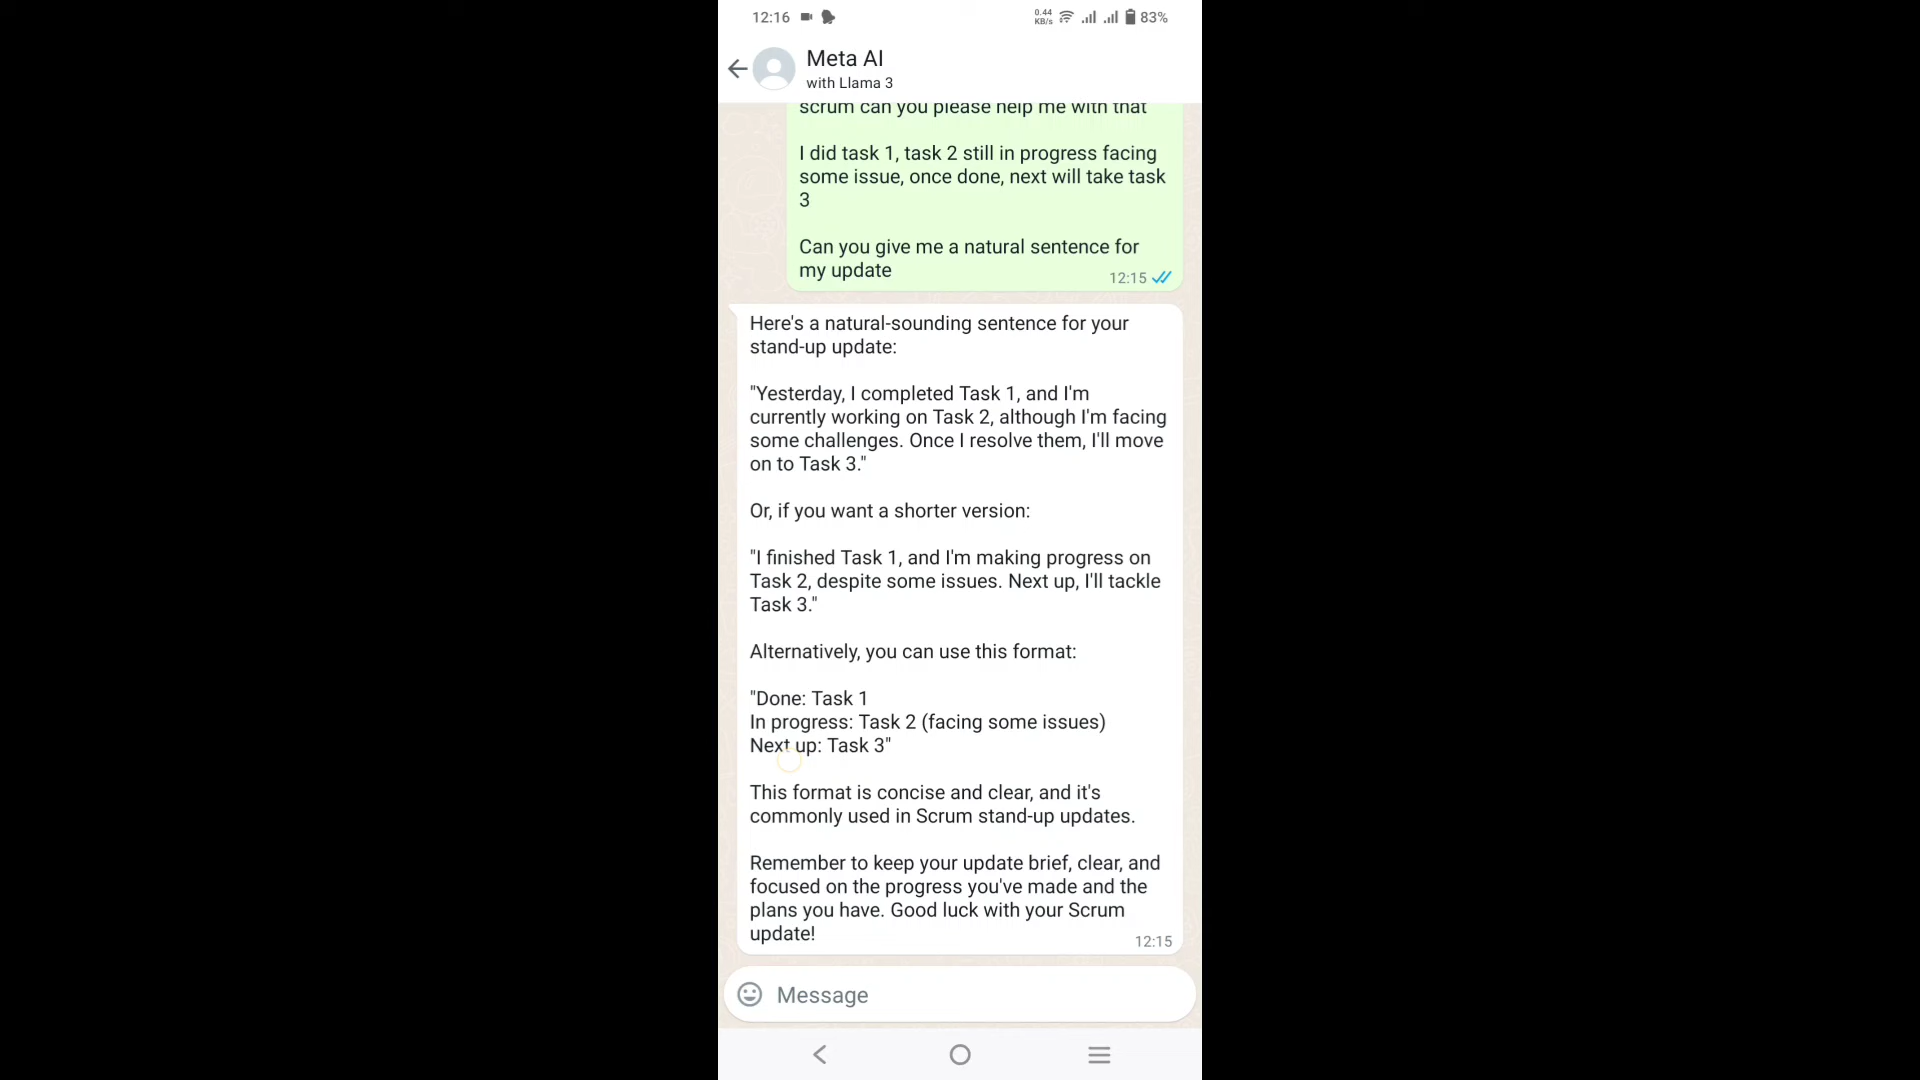 12:16
0.44
KB/s
83%
Meta AI
with Llama 3
scrum can you please help me with that
I did task 1, task 2 still in progress facing
some issue, once done, next will take task
3
Can you give me a natural sentence for
my update
12:15
Here's a natural-sounding sentence for your
stand-up update:
"Yesterday, I completed Task 1, and I'm
currently working on Task 2, although I'm facing
some challenges. Once I resolve them, I'll move
on to Task 3."
Or, if you want a shorter version:
"I finished Task 1, and I'm making progress on
Task 2, despite some issues. Next up, I'll tackle
Task 3."
Alternatively, you can use this format:
"Done: Task 1
In progress: Task 2 (facing some issues)
Next up: Task 3"
This format is concise and clear, and it's
commonly used in Scrum stand-up updates.
Remember to keep your update brief, clear, and
focused on the progress you've made and the
plans you have. Good luck with your Scrum
update!
12:15
Message